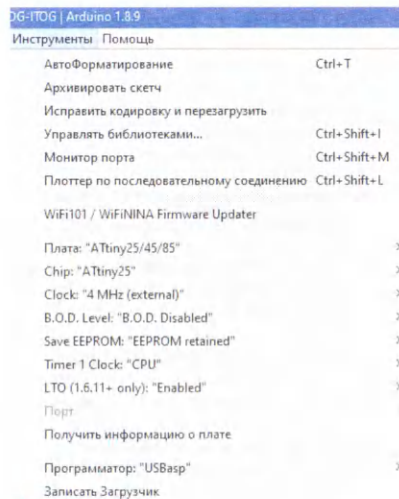 OG-ITOG | Arduino 1.8.9
Инструменты Помощь
АвтоФорматирование Ctrl+T
Архивировать скетч
Исправить кодировку и перезагрузить
Управлять библиотеками... Ctrl+Shift+I
Монитор порта Ctrl+Shift+M
Плоттер по последовательному соединению Ctrl+Shift+L
WiFi101 / WiFiNINA Firmware Updater
Плата: "ATtiny25/45/85"
Chip: "ATtiny25"
Clock: "4 MHz (external)"
B.O.D. Level: "B.O.D. Disabled"
Save EEPROM: "EEPROM retained"
Timer 1 Clock: "CPU"
LTO (1.6.11+ only): "Enabled"
Порт
Получить информацию о плате
Программатор: "USBasp"
Записать Загрузчик